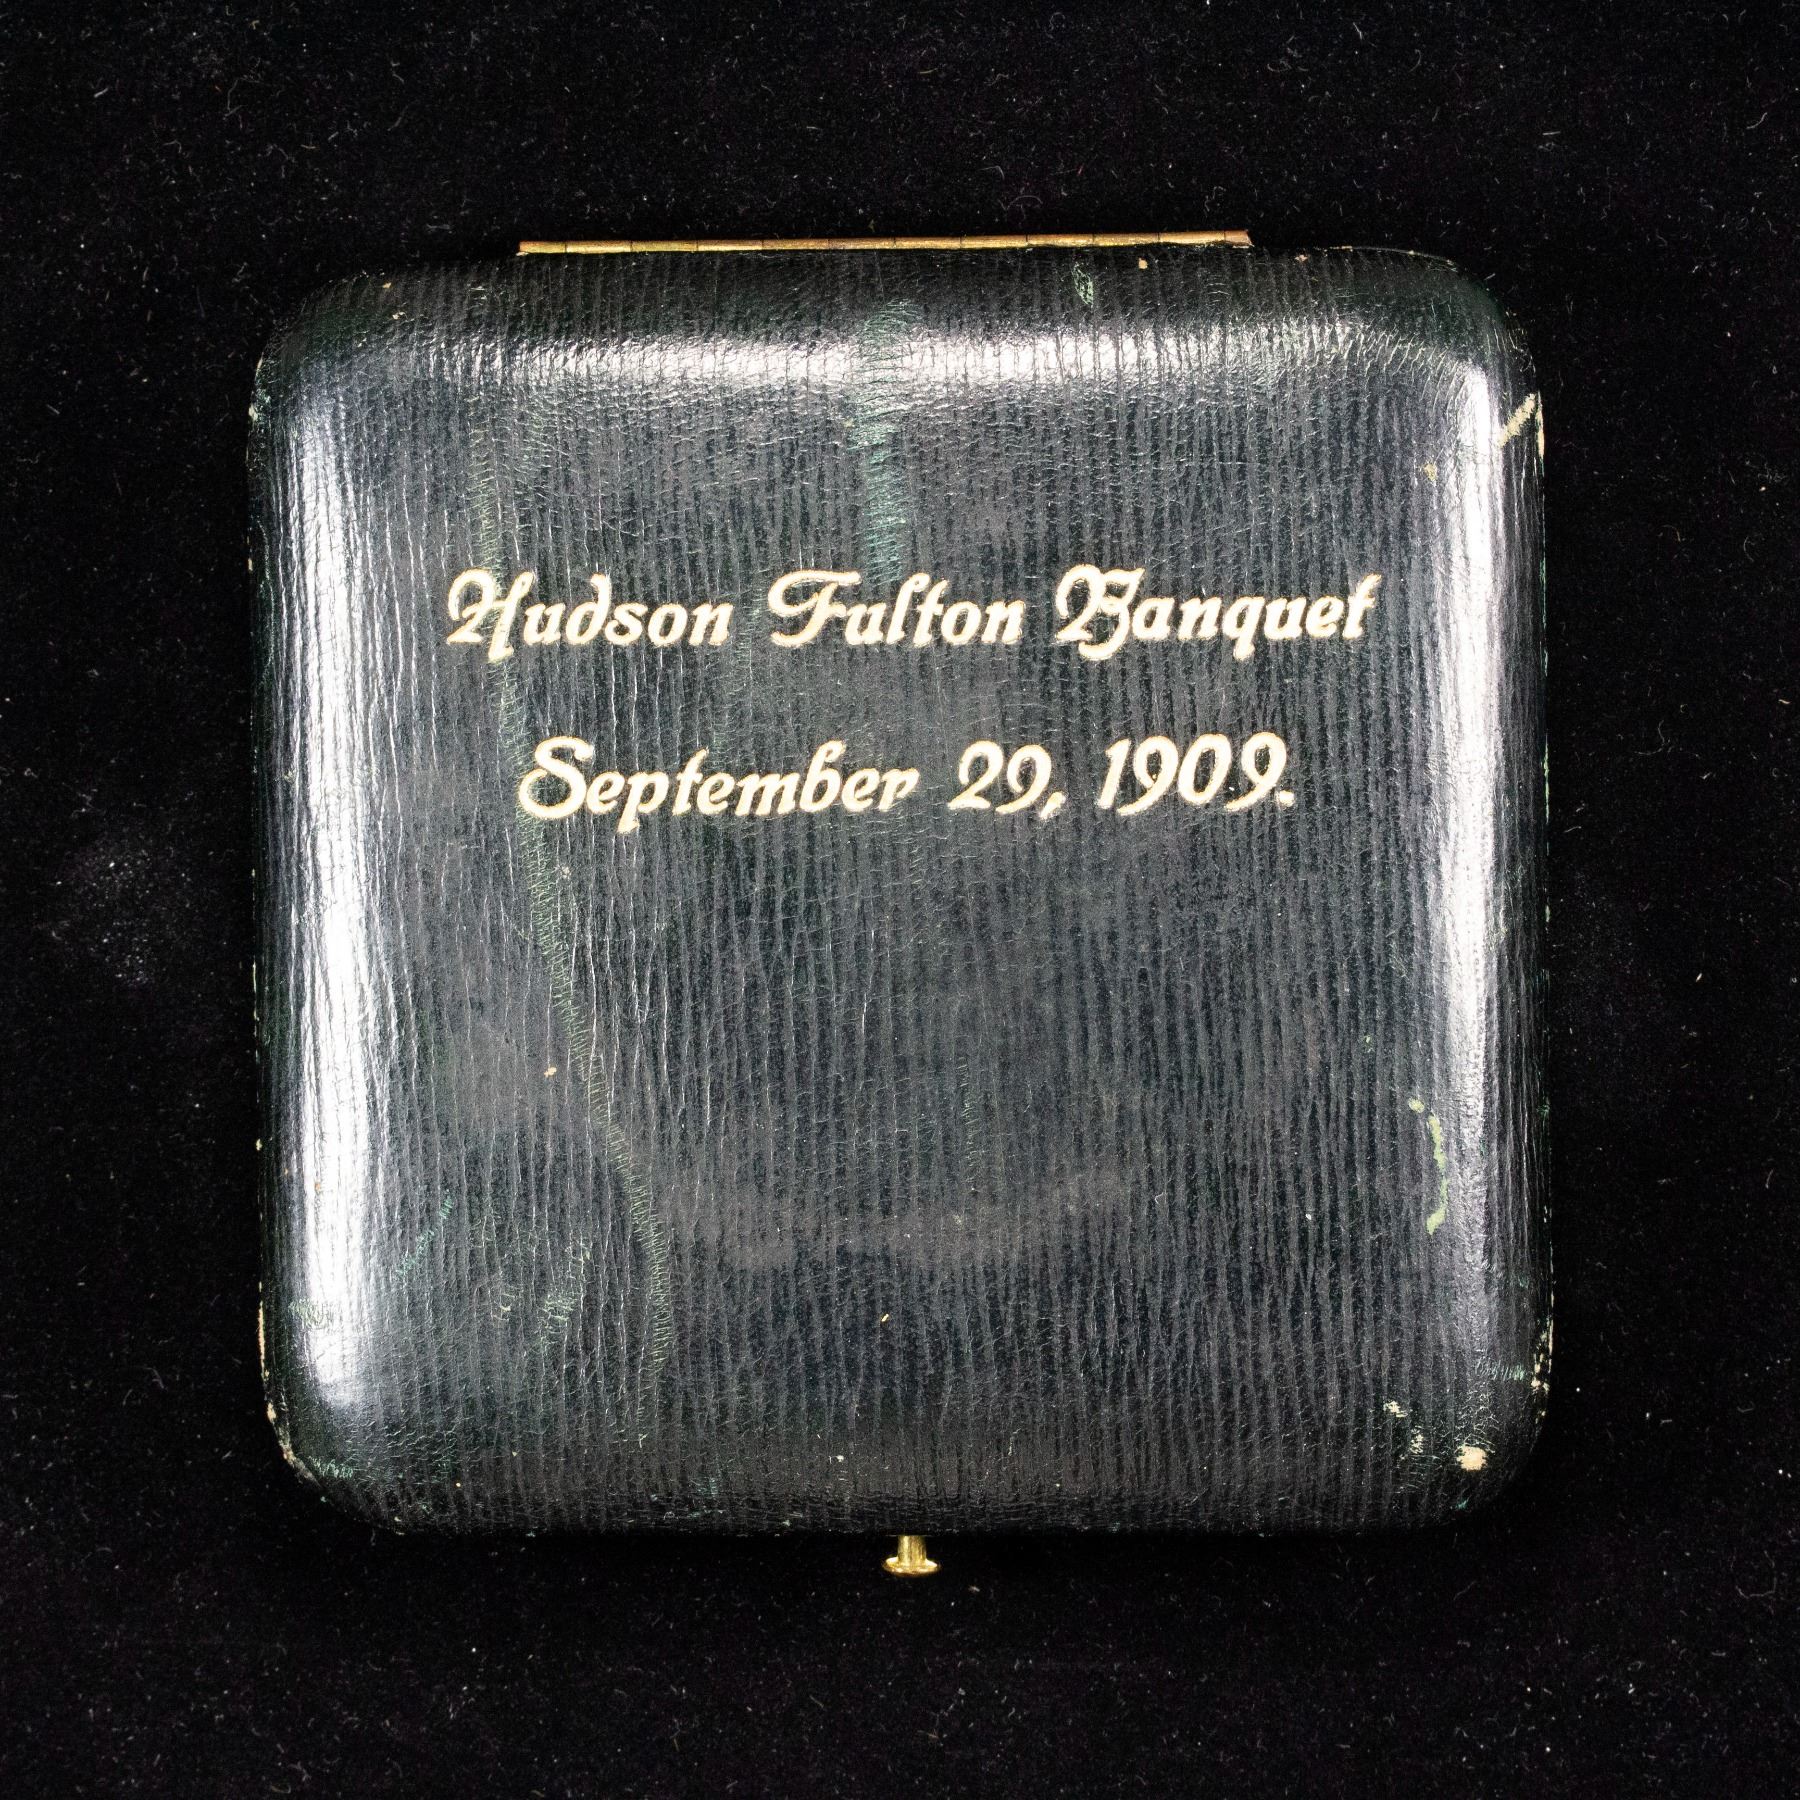 Hudson Fulton Banquet
September 29, 1909.